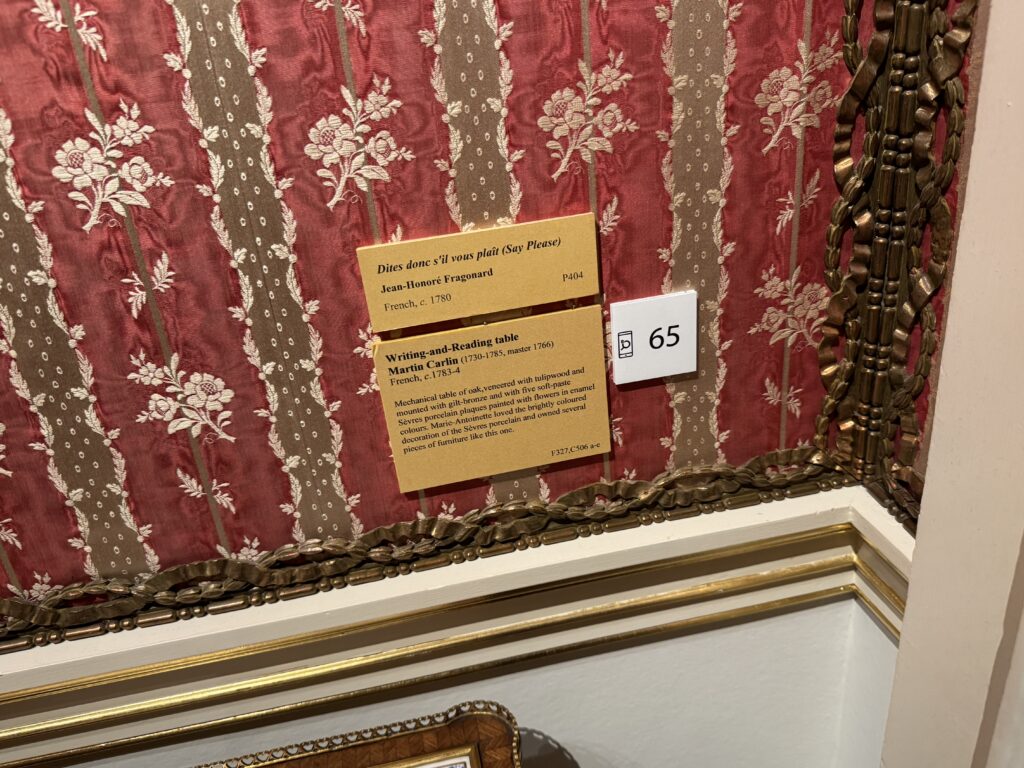 Dites donc s'il vous plaît (Say Please)
Jean-Honoré Fragonard
French, c. 1780 P404
Writing-and-Reading table
Martin Carlin (1730-1785, master 1766)
French, c.1783-4
Mechanical table of oak,veneered with tulipwood and
mounted with gilt-bronze and with five soft-paste
Sèvres porcelain plaques painted with flowers in enamel
colours. Marie-Antoinette loved the brightly coloured
decoration of the Sèvres porcelain and owned several
pieces of furniture like this one.
F327,C506 a-e
65